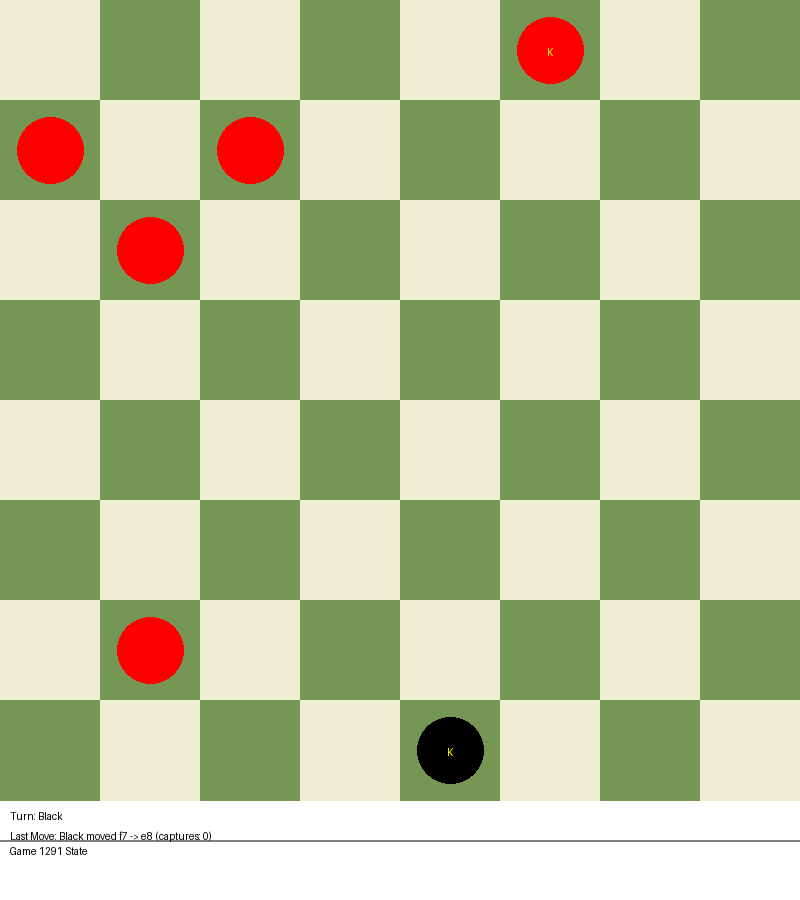 K
K
Turn: Black
Last Move: Black moved f7 -> e8 (captures: 0)
Game 1291 State